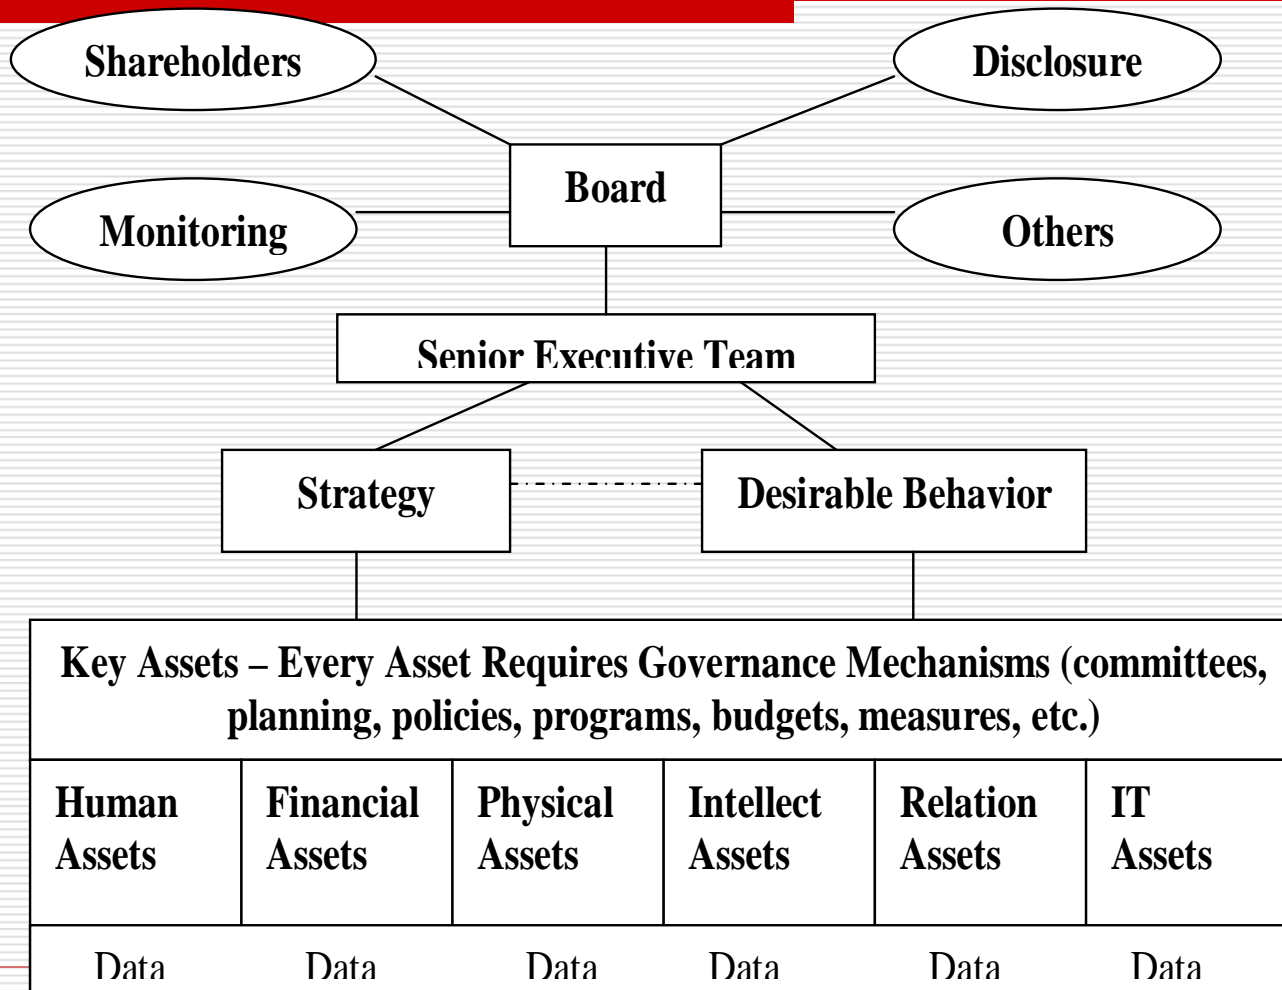 Shareholders
Disclosure
Board
Monitoring
Others
Senior Executive Team
Strategy
Desirable Behavior
Key Assets – Every Asset Requires Governance Mechanisms (committees,
planning, policies, programs, budgets, measures, etc.)
Human
Assets
Financial
Assets
Physical
Assets
Intellect
Assets
Relation
Assets
IT
Assets
Data
Data
Data
Data
Data
Data